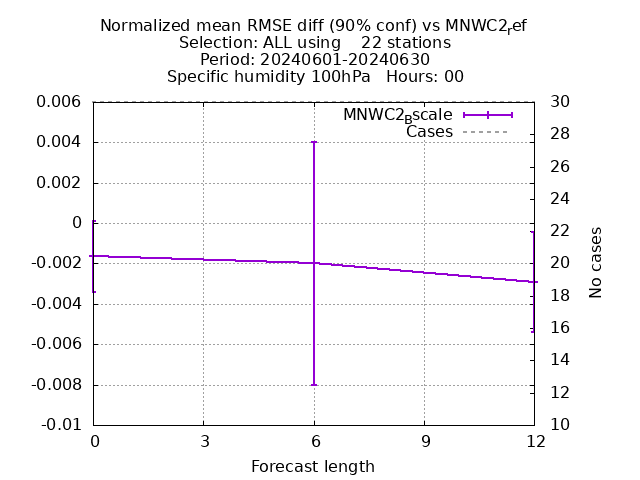 Normalized mean RMSE diff (90% conf) vs MNWC2ref
Selection: ALL using    22 stations
Period: 20240601-20240630
Specific humidity 100hPa   Hours: 00
0.006
0.004
0.002
0
-0.002
-0.004
-0.006
-0.008
-0.01
MNWC2Bscale
Cases
30
28
26
24
22
20
18
16
14
12
10
No cases
0 3 6 9 12
Forecast length